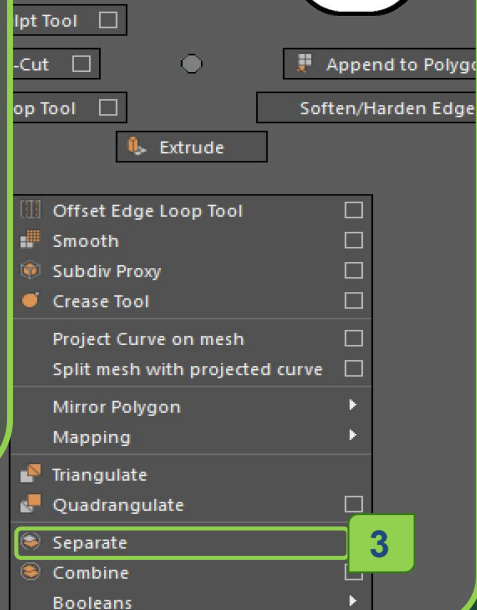 lpt Tool
-Cut
Append to Polygo
op Tool
Soften/Harden Edge
Extrude
Offset Edge Loop Tool
Smooth
Subdiv Proxy
Crease Tool
Project Curve on mesh
Split mesh with projected curve
Mirror Polygon
Mapping
Triangulate
Quadrangulate
Separate
3
Combine
Booleans